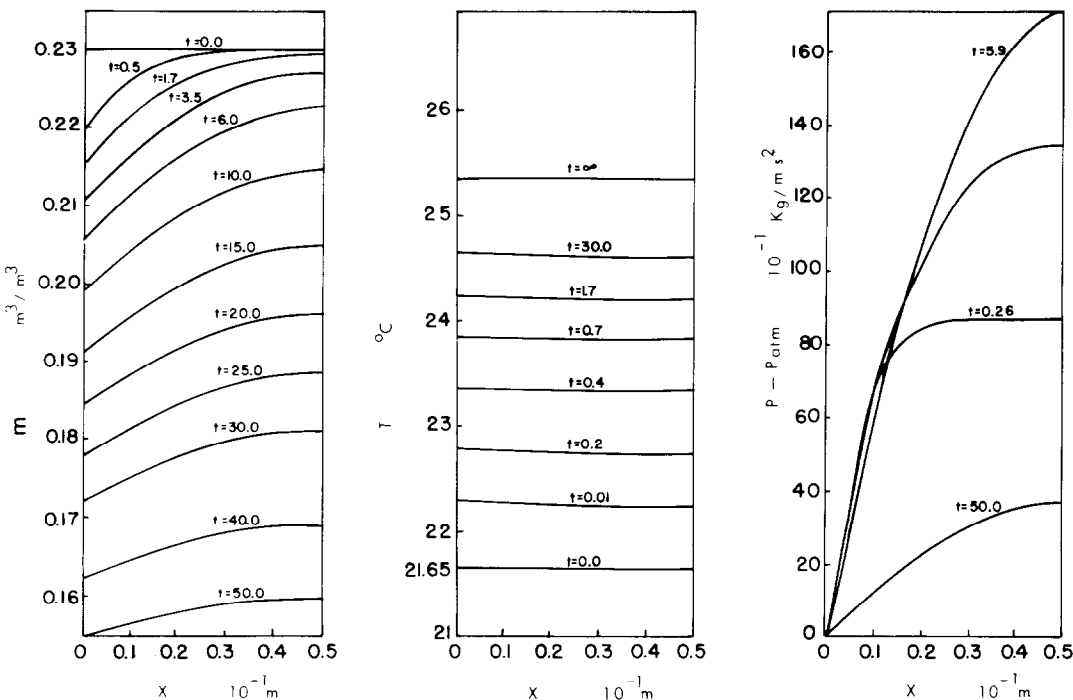 0.23
0.22
0.21
0.20
0.19
0.18
0.17
0.16
m³/m³
m
t=0.0
t=0.5
t=1.7
t=3.5
t=6.0
t=10.0
t=15.0
t=20.0
t=25.0
t=30.0
t=40.0
t=50.0
0 0.1 0.2 0.3 0.4 0.5
X 10⁻¹ m
26
25
24
23
22
21.65
21
°C
T
t=∞
t=30.0
t=1.7
t=0.7
t=0.4
t=0.2
t=0.01
t=0.0
0 0.1 0.2 0.3 0.4 0.5
X 10⁻¹ m
160
140
120
100
80
60
40
20
0
P – Patm 10⁻¹ Kg/ms²
t=5.9
t=0.26
t=50.0
0 0.1 0.2 0.3 0.4 0.5
X 10⁻¹ m